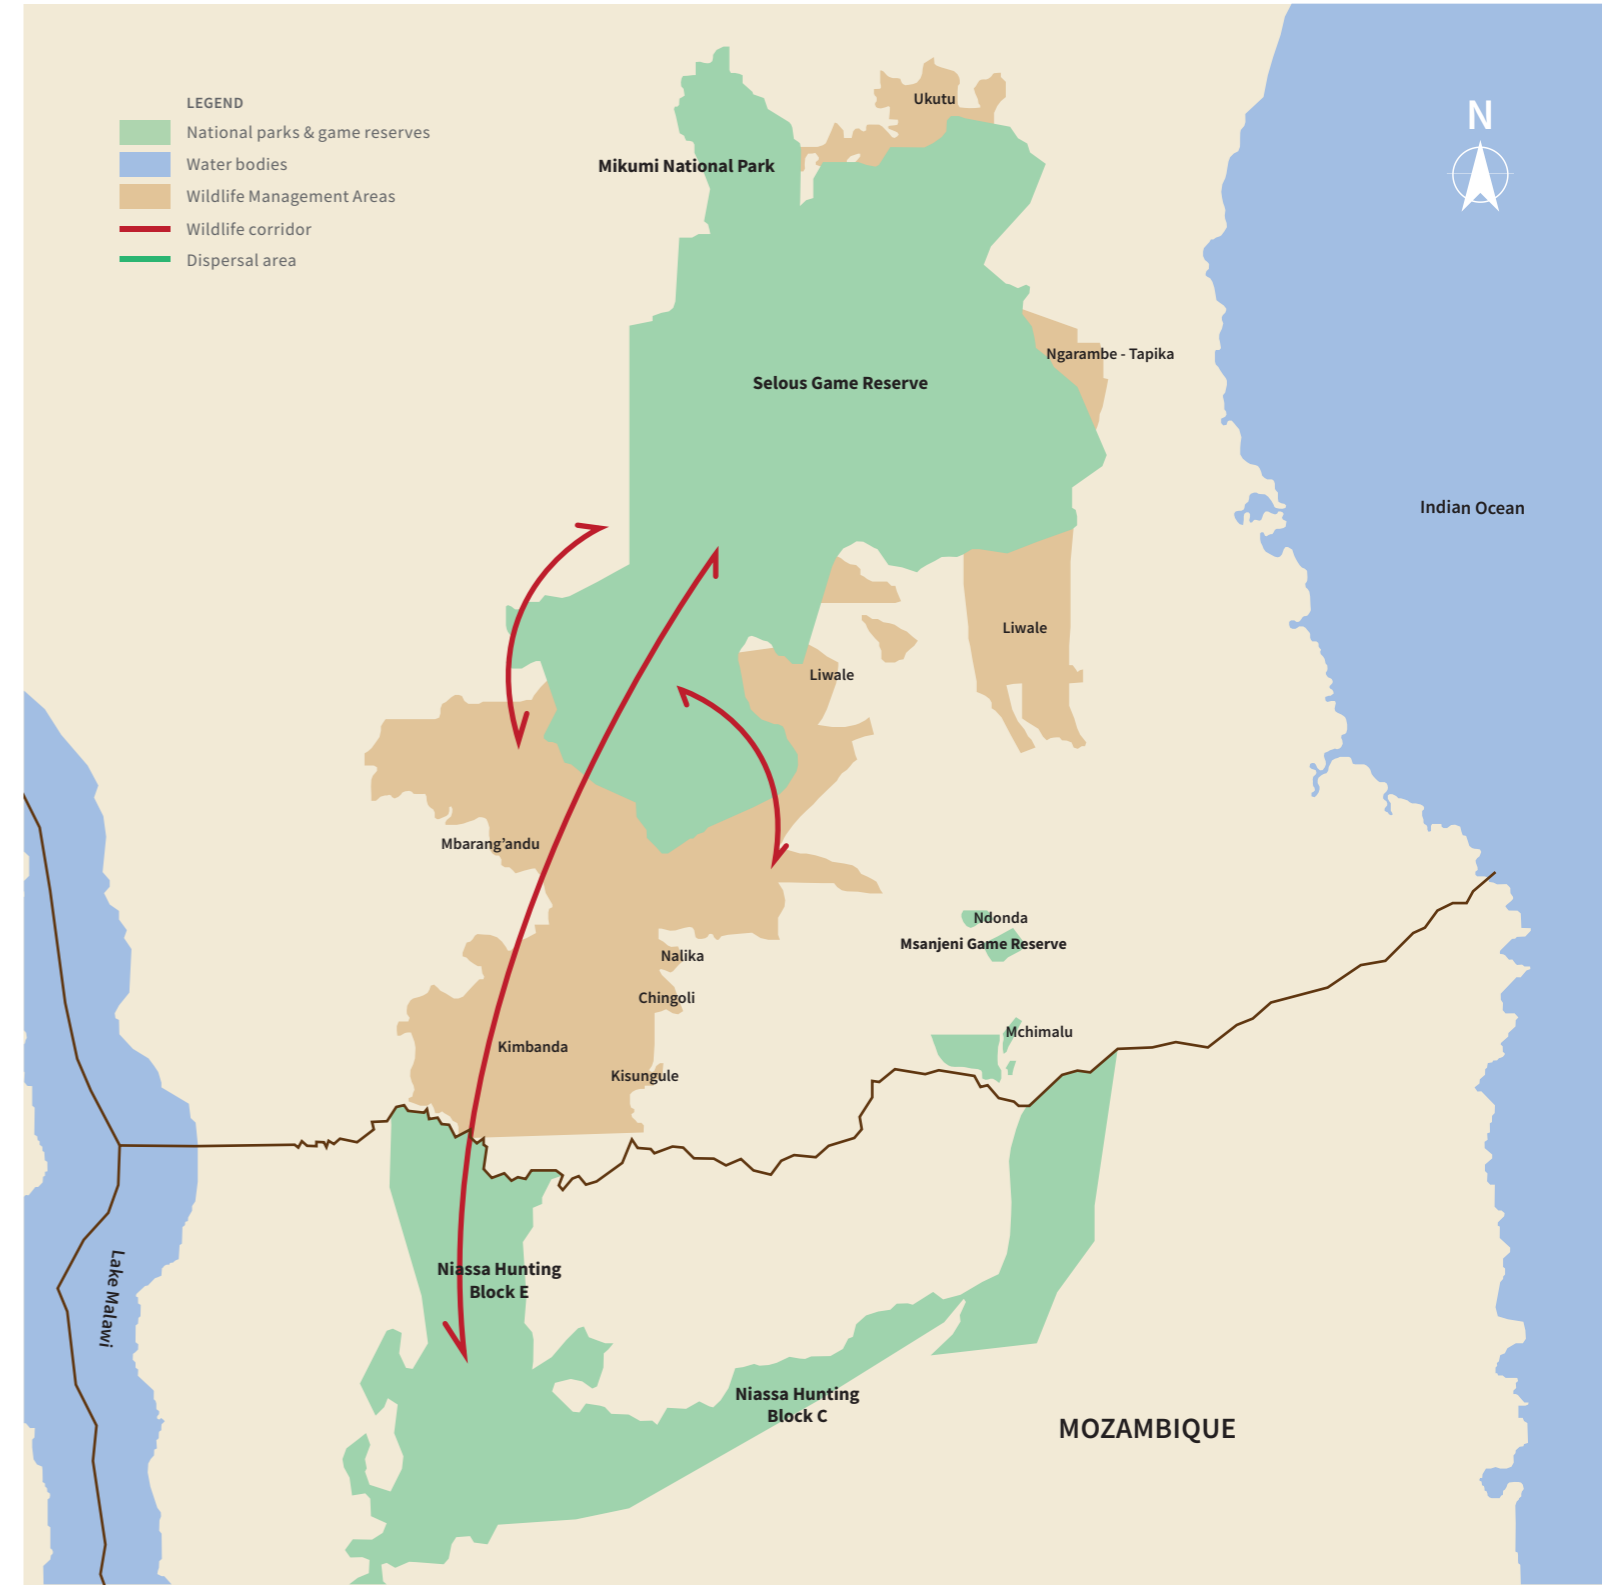 LEGEND
National parks & game reserves
Water bodies
Wildlife Management Areas
Wildlife corridor
Dispersal area
N
Ukutu
Mikumi National Park
Ngarambe - Tapika
Selous Game Reserve
Indian Ocean
Liwale
Liwale
Mbarang’andu
Ndonda
Msanjeni Game Reserve
Nalika
Chingoli
Mchimalu
Kimbanda
Kisungule
Lake Malawi
Niassa Hunting
Block E
Niassa Hunting
Block C
MOZAMBIQUE